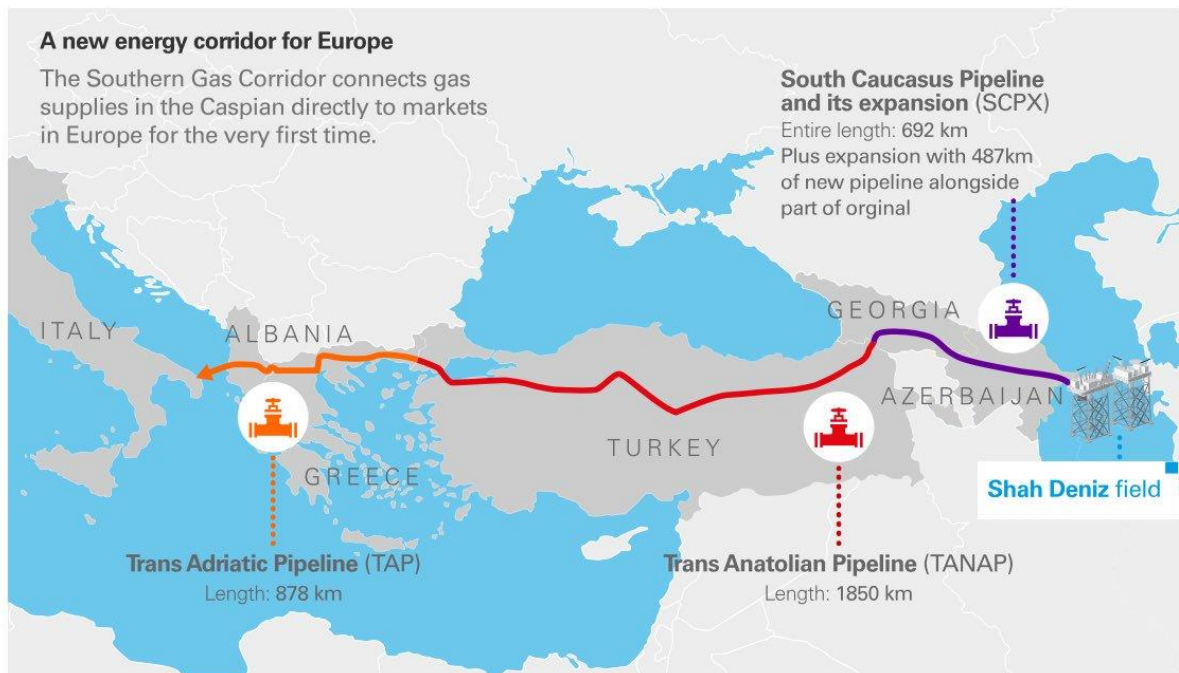 A new energy corridor for Europe
The Southern Gas Corridor connects gas
supplies in the Caspian directly to markets
in Europe for the very first time.
South Caucasus Pipeline
and its expansion (SCPX)
Entire length: 692 km
Plus expansion with 487km
of new pipeline alongside
part of orginal
GEORGIA
ITALY
ALBANIA
AZERBAIJAN
TURKEY
GREECE
Shah Deniz field
Trans Adriatic Pipeline (TAP)
Length: 878 km
Trans Anatolian Pipeline (TANAP)
Length: 1850 km